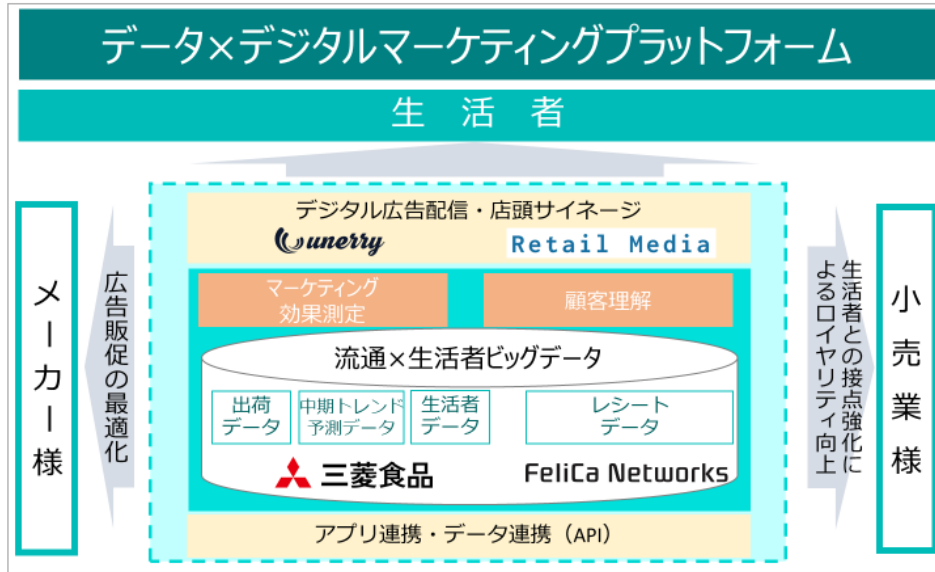 データ×デジタルマーケティングプラットフォーム
生 活 者
デジタル広告配信・店頭サイネージ
unerry
Retail Media
マーケティング
効果測定
顧客理解
流通×生活者ビッグデータ
出荷
データ
中期トレンド
予測データ
生活者
データ
レシート
データ
三菱食品
FeliCa Networks
アプリ連携・データ連携（API）
メーカー様
広告販促の最適化
生活者との接点強化に
よるロイヤリティ向上
小売業様